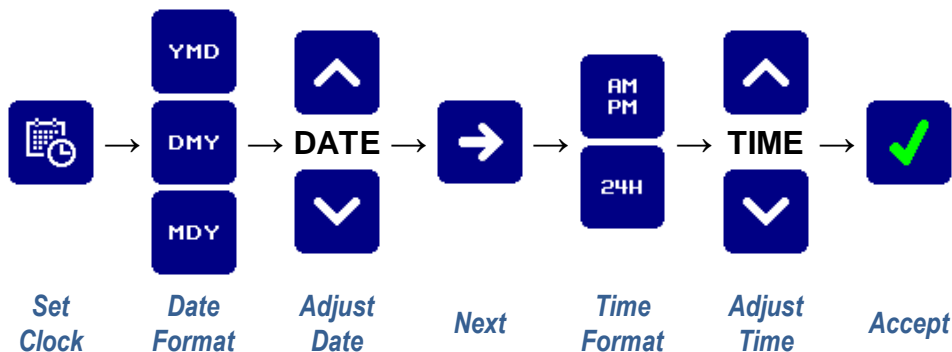 YMD
DMY
MDY
DATE
AM
PM
24H
TIME
Set
Clock
Date
Format
Adjust
Date
Next
Time
Format
Adjust
Time
Accept